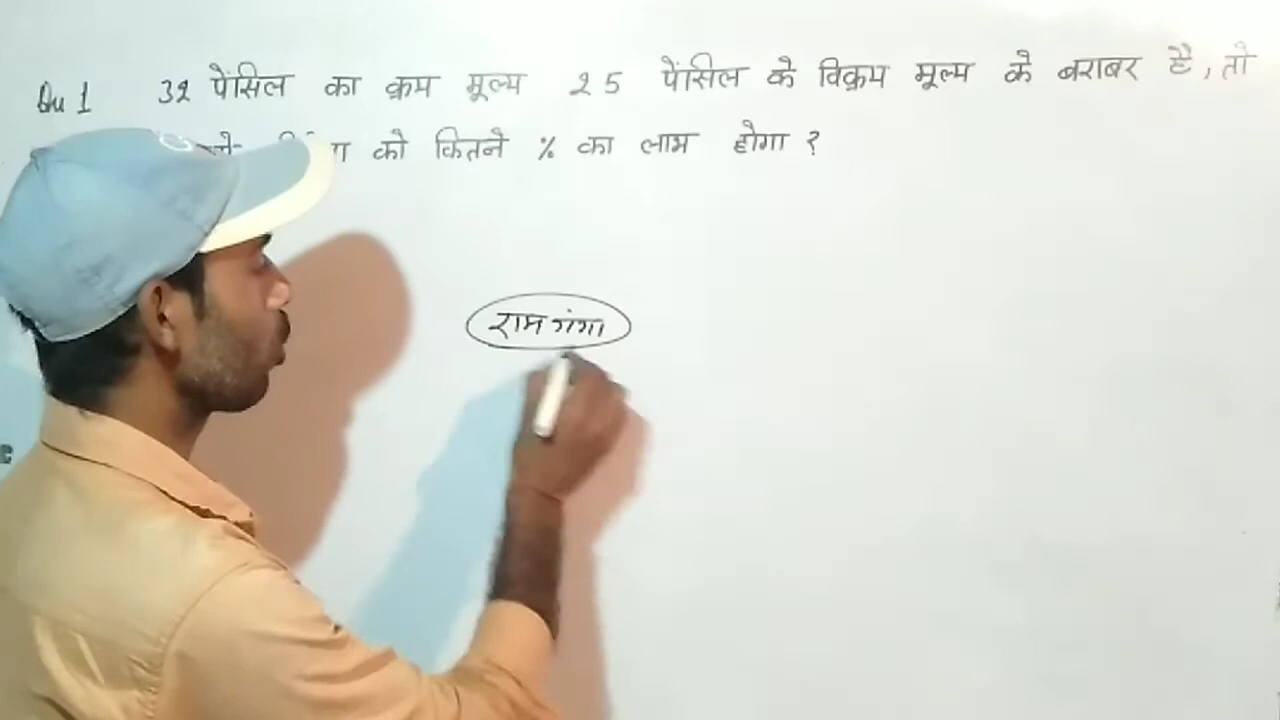 Qu 1 32 पेंसिल का क्रय मूल्य 25 पेंसिल के विक्रय मूल्य के बराबर है, तो
को कितने % का लाभ होगा ?
राम गंगा